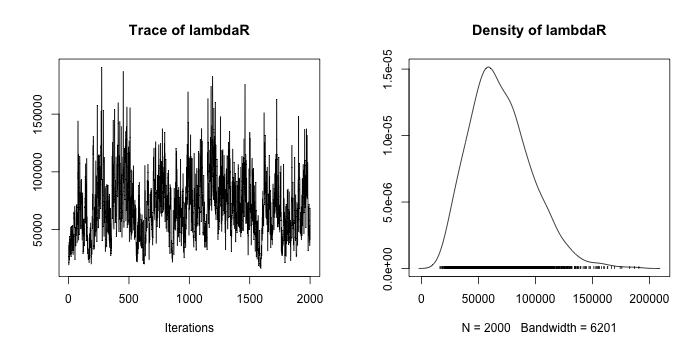 Trace of lambdaR
150000
100000
50000
0 500 1000 1500 2000
Iterations
Density of lambdaR
1.5e-05
1.0e-05
5.0e-06
0.0e+00
0 50000 100000 150000 200000
N = 2000 Bandwidth = 6201